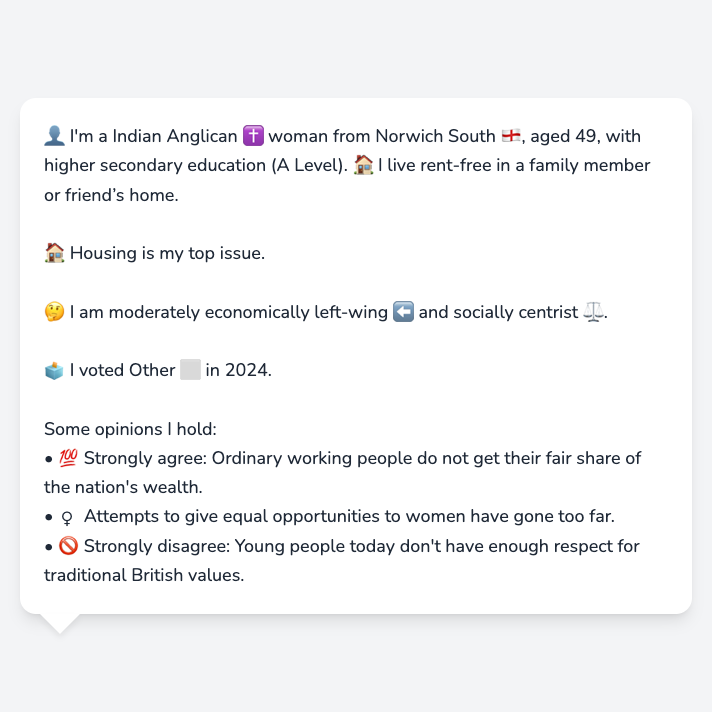 👤 I'm a Indian Anglican ✝️ woman from Norwich South 🏴󠁧󠁢󠁥󠁮󠁧󠁿, aged 49, with
higher secondary education (A Level). 🏠 I live rent-free in a family member
or friend’s home.
🏠 Housing is my top issue.
🤔 I am moderately economically left-wing ⬅️ and socially centrist ⚖️.
🗳️ I voted Other ⬜ in 2024.
Some opinions I hold:
• 💯 Strongly agree: Ordinary working people do not get their fair share of
the nation's wealth.
• ♀ Attempts to give equal opportunities to women have gone too far.
• 🚫 Strongly disagree: Young people today don't have enough respect for
traditional British values.